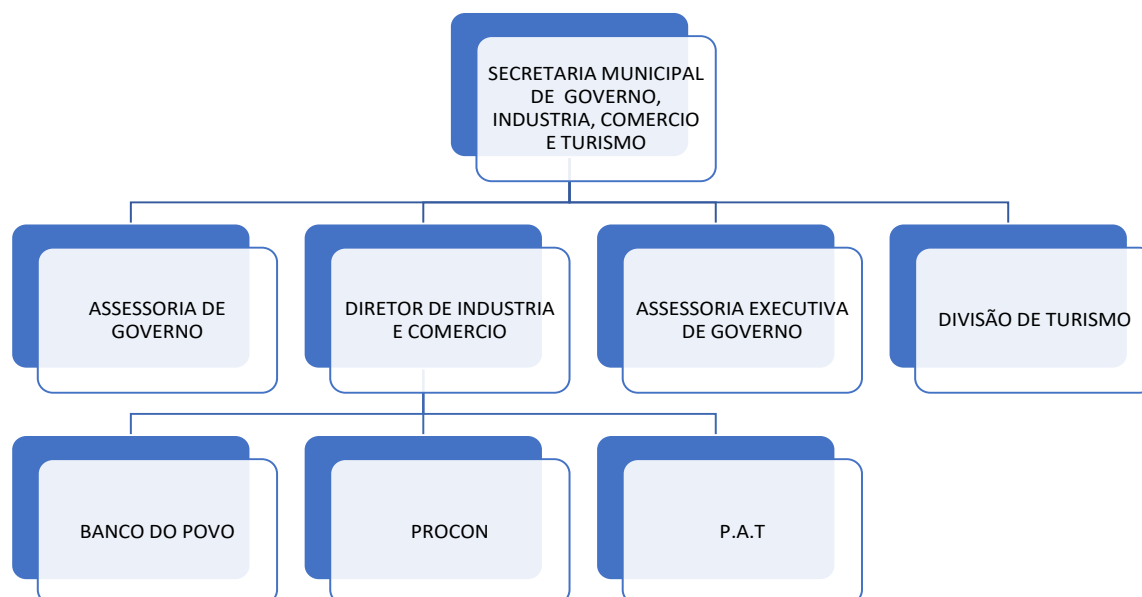 SECRETARIA MUNICIPAL
DE GOVERNO,
INDUSTRIA, COMERCIO
E TURISMO
ASSESSORIA DE
GOVERNO
DIRETOR DE INDUSTRIA
E COMERCIO
ASSESSORIA EXECUTIVA
DE GOVERNO
DIVISÃO DE TURISMO
BANCO DO POVO
PROCON
P.A.T